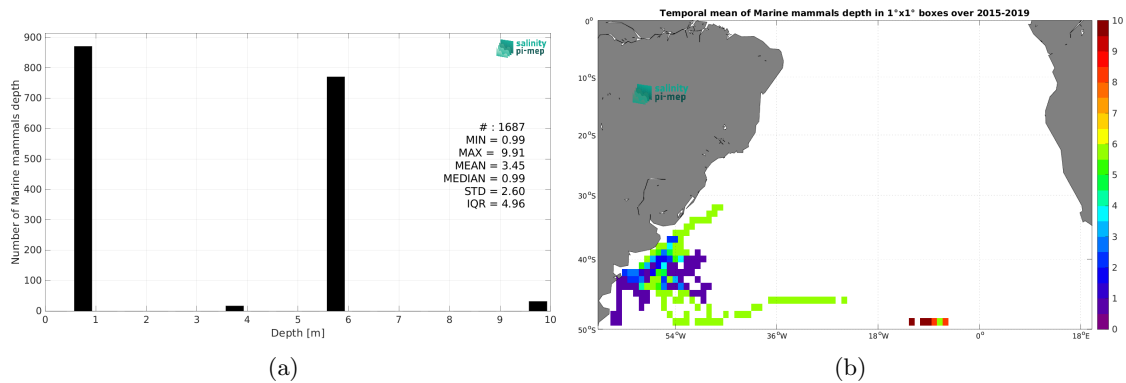 salinity
pi-mep
Number of Marine mammals depth
900
800
700
600
500
400
300
200
100
0
# : 1687
MIN = 0.99
MAX = 9.91
MEAN = 3.45
MEDIAN = 0.99
STD = 2.60
IQR = 4.96
0 1 2 3 4 5 6 7 8 9 10
Depth [m]
(a)
Temporal mean of Marine mammals depth in 1°x1° boxes over 2015-2019
0°
10°S
20°S
30°S
40°S
50°S
salinity
pi-mep
54°W 36°W 18°W 0° 18°E
10
9
8
7
6
5
4
3
2
1
0
(b)